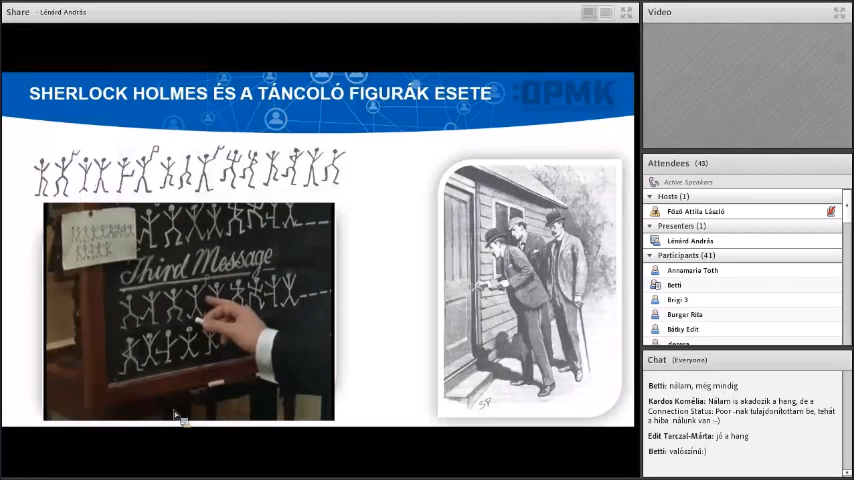 Share - Lénárd András
SHERLOCK HOLMES ÉS A TÁNCOLÓ FIGURÁK ESETE
:OPMK
Third Message
Video
Attendees (43)
Active Speakers
Hosts (1)
Főző Attila László
Presenters (1)
Lénárd András
Participants (41)
Annamaria Toth
Betti
Brigi 3
Burger Rita
Bátky Edit
Chat (Everyone)
Betti: nálam, még mindig
Kardos Kornélia: Nálam is akadozik a hang, de a
Connection Status: Poor -nak tulajdonítottam be, tehát
a hiba nálunk van :-)
Edit Tarczal-Márta: jó a hang
Betti: valószínű:)